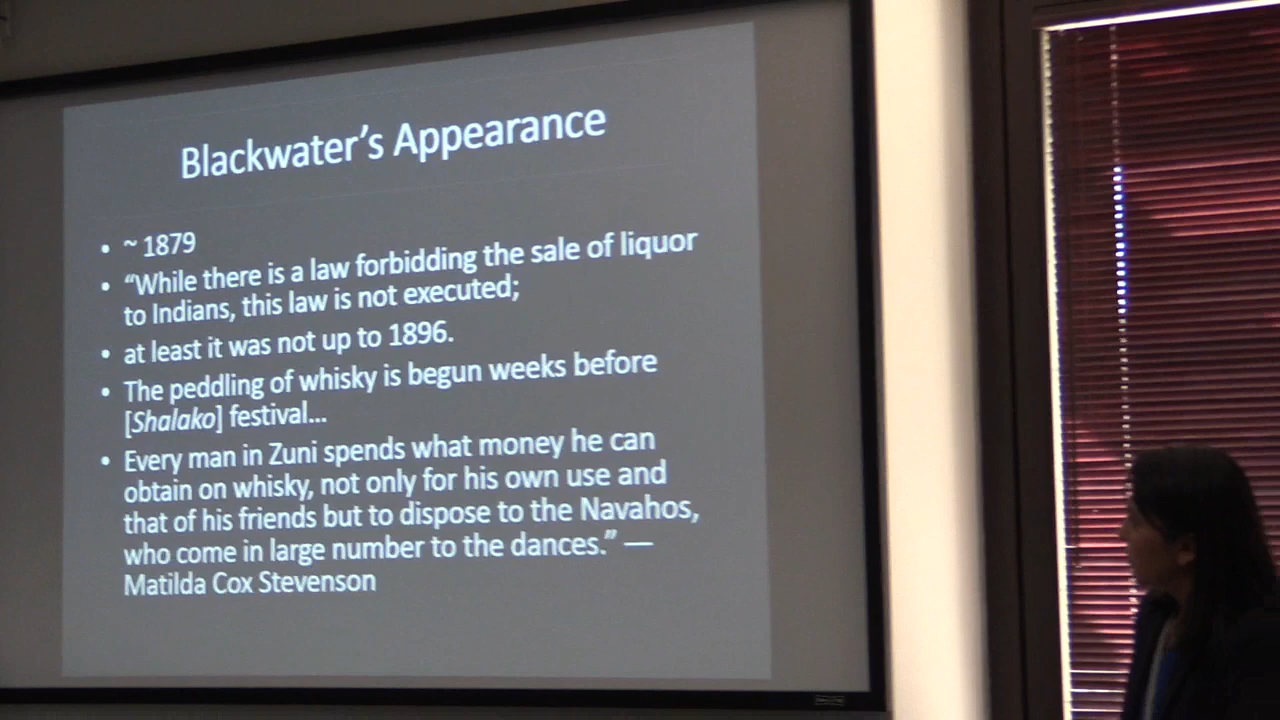 Blackwater's Appearance
• ~ 1879
• “While there is a law forbidding the sale of liquor
to Indians, this law is not executed;
• at least it was not up to 1896.
• The peddling of whisky is begun weeks before
[Shalako] festival…
• Every man in Zuni spends what money he can
obtain on whisky, not only for his own use and
that of his friends but to dispose to the Navahos,
who come in large number to the dances.” —
Matilda Cox Stevenson